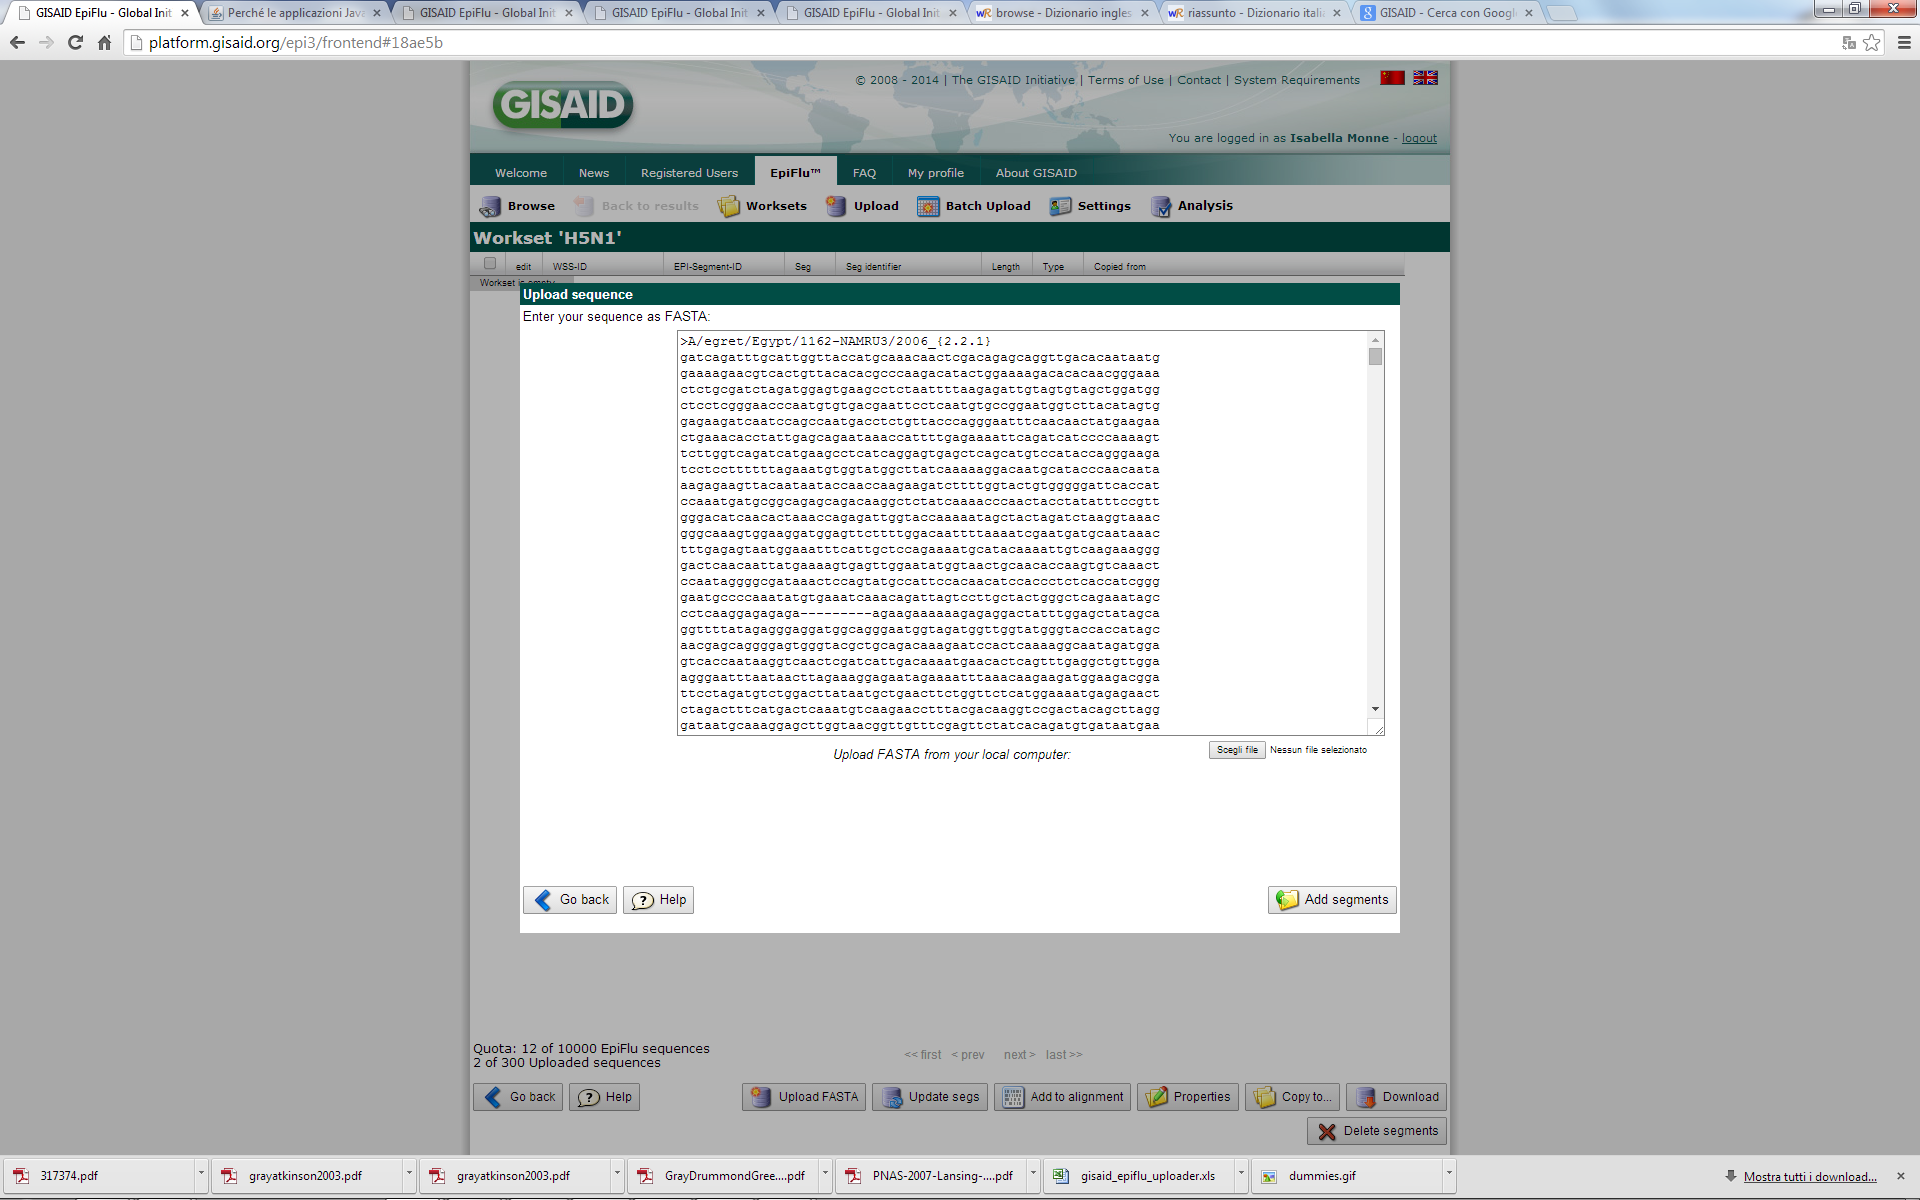 GISAID EpiFlu - Global Init
Perché le applicazioni Java
GISAID EpiFlu - Global Init
GISAID EpiFlu - Global Init
GISAID EpiFlu - Global Init
browse - Dizionario ingles
riassunto - Dizionario itali
GISAID - Cerca con Google
platform.gisaid.org/epi3/frontend#18ae5b
© 2008 - 2014 | The GISAID Initiative | Terms of Use | Contact | System Requirements
GISAID
You are logged in as Isabella Monne - logout
Welcome News Registered Users EpiFlu™ FAQ My profile About GISAID
Browse Back to results Worksets Upload Batch Upload Settings Analysis
Workset 'H5N1'
edit WSS-ID EPI-Segment-ID Seg Seg identifier Length Type Copied from
Workset is empty
Upload sequence
Enter your sequence as FASTA:
>A/egret/Egypt/1162-NAMRU3/2006_{2.2.1}
gatcagatttgcattggttaccatgcaaacaactcgacagagcaggttgacacaataatg
gaaaagaacgtcactgttacacacgcccaagacatactggaaaagacacacaacgggaaa
ctctgcgatctagatggagtgaagcctctaattttaagagattgtagtgtagctggatgg
ctcctcgggaacccaatgtgtgacgaattcctcaatgtgccggaatggtcttacatagtg
gagaagatcaatccagccaatgacctctgttacccagggaatttcaacaactatgaagaa
ctgaaacacctattgagcagaataaaccattttgagaaaattcagatcatccccaaaagt
tcttggtcagatcatgaagcctcatcaggagtgagctcagcatgtccataccagggaaga
tcctccttttttagaaatgtggtatggcttatcaaaaaggacaatgcatacccaacaata
aagagaagttacaataataccaaccaagaagatcttttggtactgtgggggattcaccat
ccaaatgatgcggcagagcagacaaggctctatcaaaacccaactacctatatttccgtt
gggacatcaacactaaaccagagattggtaccaaaaatagctactagatctaaggtaaac
gggcaaagtggaaggatggagttcttttggacaattttaaaatcgaatgatgcaataaac
tttgagagtaatggaaatttcattgctccagaaaatgcatacaaaattgtcaagaaaggg
gactcaacaattatgaaaagtgagttggaatatggtaactgcaacaccaagtgtcaaact
ccaataggggcgataaactccagtatgccattccacaacatccaccctctcaccatcggg
gaatgccccaaatatgtgaaatcaaacagattagtccttgctactgggctcagaaatagc
cctcaaggagagaga---------agaagaaaaaagagaggactatttggagctatagca
ggttttatagagggaggatggcagggaatggtagatggttggtatgggtaccaccatagc
aacgagcaggggagtgggtacgctgcagacaaagaatccactcaaaaggcaatagatgga
gtcaccaataaggtcaactcgatcattgacaaaatgaacactcagtttgaggctgttgga
agggaatttaataacttagaaaggagaatagaaaatttaaacaagaagatggaagacgga
ttcctagatgtctggacttataatgctgaacttctggttctcatggaaaatgagagaact
ctagactttcatgactcaaatgtcaagaacctttacgacaaggtccgactacagcttagg
gataatgcaaaggagcttggtaacggttgtttcgagttctatcacagatgtgataatgaa
Upload FASTA from your local computer:
Scegli file Nessun file selezionato
Go back Help Add segments
Quota: 12 of 10000 EpiFlu sequences
2 of 300 Uploaded sequences
<< first < prev next > last >>
Go back Help Upload FASTA Update segs Add to alignment Properties Copy to... Download
Delete segments
317374.pdf
grayatkinson2003.pdf
grayatkinson2003.pdf
GrayDrummondGree....pdf
PNAS-2007-Lansing-....pdf
gisaid_epiflu_uploader.xls
dummies.gif
Mostra tutti i download...